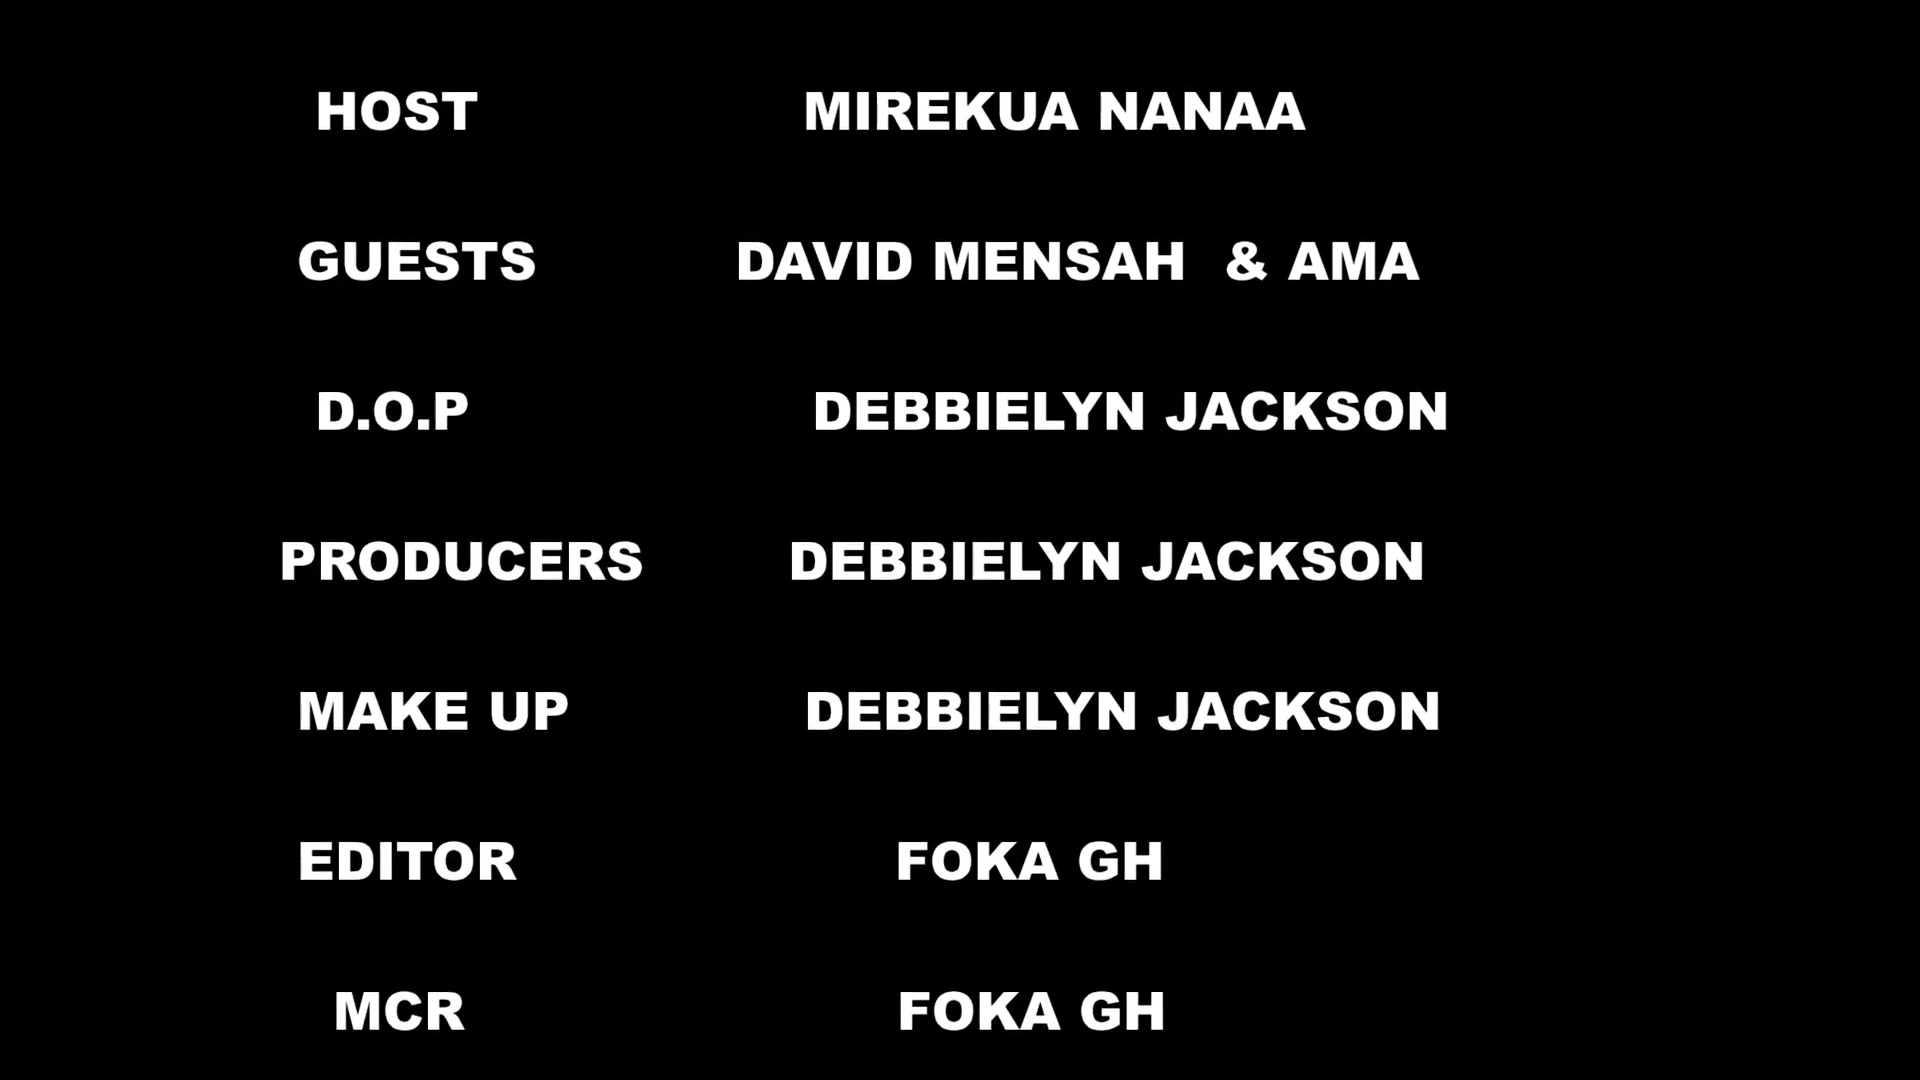 HOST MIREKUA NANAA
GUESTS DAVID MENSAH & AMA
D.O.P DEBBIELYN JACKSON
PRODUCERS DEBBIELYN JACKSON
MAKE UP DEBBIELYN JACKSON
EDITOR FOKA GH
MCR FOKA GH